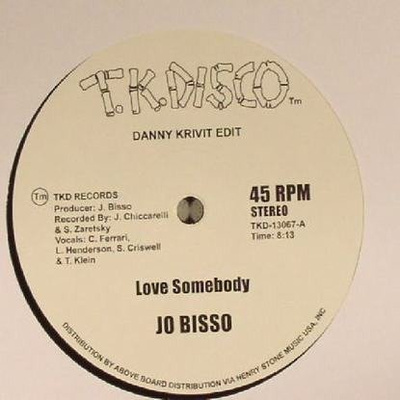 T.K.DISCO TM
DANNY KRIVIT EDIT
Tm TKD RECORDS
Producer: J. Bisso
Recorded By: J. Chiccarelli
& S. Zaretsky
Vocals: C. Ferrari,
L. Henderson, S. Criswell
& T. Klein
45 RPM
STEREO
TKD-13067-A
Time: 8:13
Love Somebody
JO BISSO
DISTRIBUTION BY ABOVE BOARD DISTRIBUTION VIA HENRY STONE MUSIC USA, INC